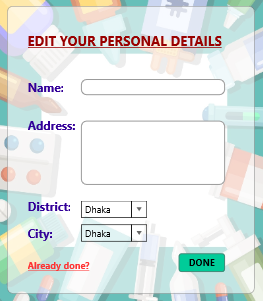 EDIT YOUR PERSONAL DETAILS
Name:
Address:
District: Dhaka
City: Dhaka
Already done? DONE